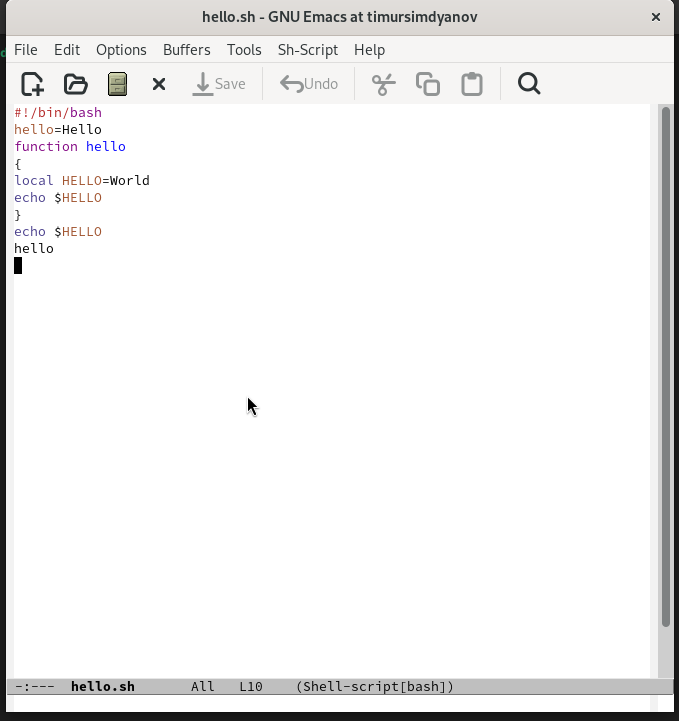 hello.sh - GNU Emacs at timursimdyanov
File Edit Options Buffers Tools Sh-Script Help
Save Undo
#!/bin/bash
hello=Hello
function hello
{
local HELLO=World
echo $HELLO
}
echo $HELLO
hello
-:--- hello.sh All L10 (Shell-script[bash])